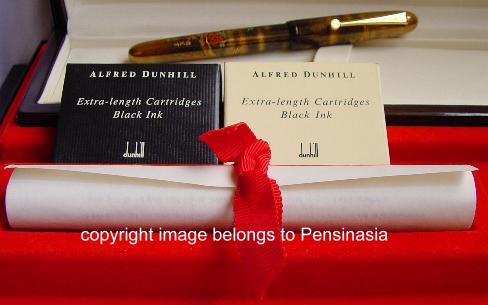 ALFRED DUNHILL
Extra-length Cartridges
Black Ink
dunhill
ALFRED DUNHILL
Extra-length Cartridges
Black Ink
dunhill
copyright image belongs to Pensinasia